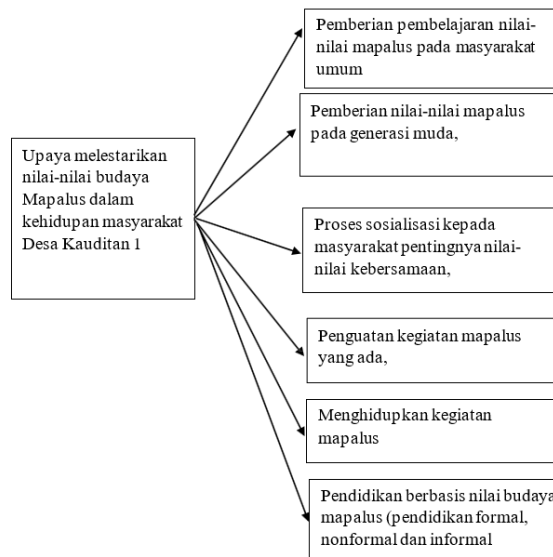 Upaya melestarikan
nilai-nilai budaya
Mapalus dalam
kehidupan masyarakat
Desa Kauditan 1
Pemberian pembelajaran nilai-
nilai mapalus pada masyarakat
umum
Pemberian nilai-nilai mapalus
pada generasi muda,
Proses sosialisasi kepada
masyarakat pentingnya nilai-
nilai kebersamaan,
Penguatan kegiatan mapalus
yang ada,
Menghidupkan kegiatan
mapalus
Pendidikan berbasis nilai budaya
mapalus (pendidikan formal,
nonformal dan informal